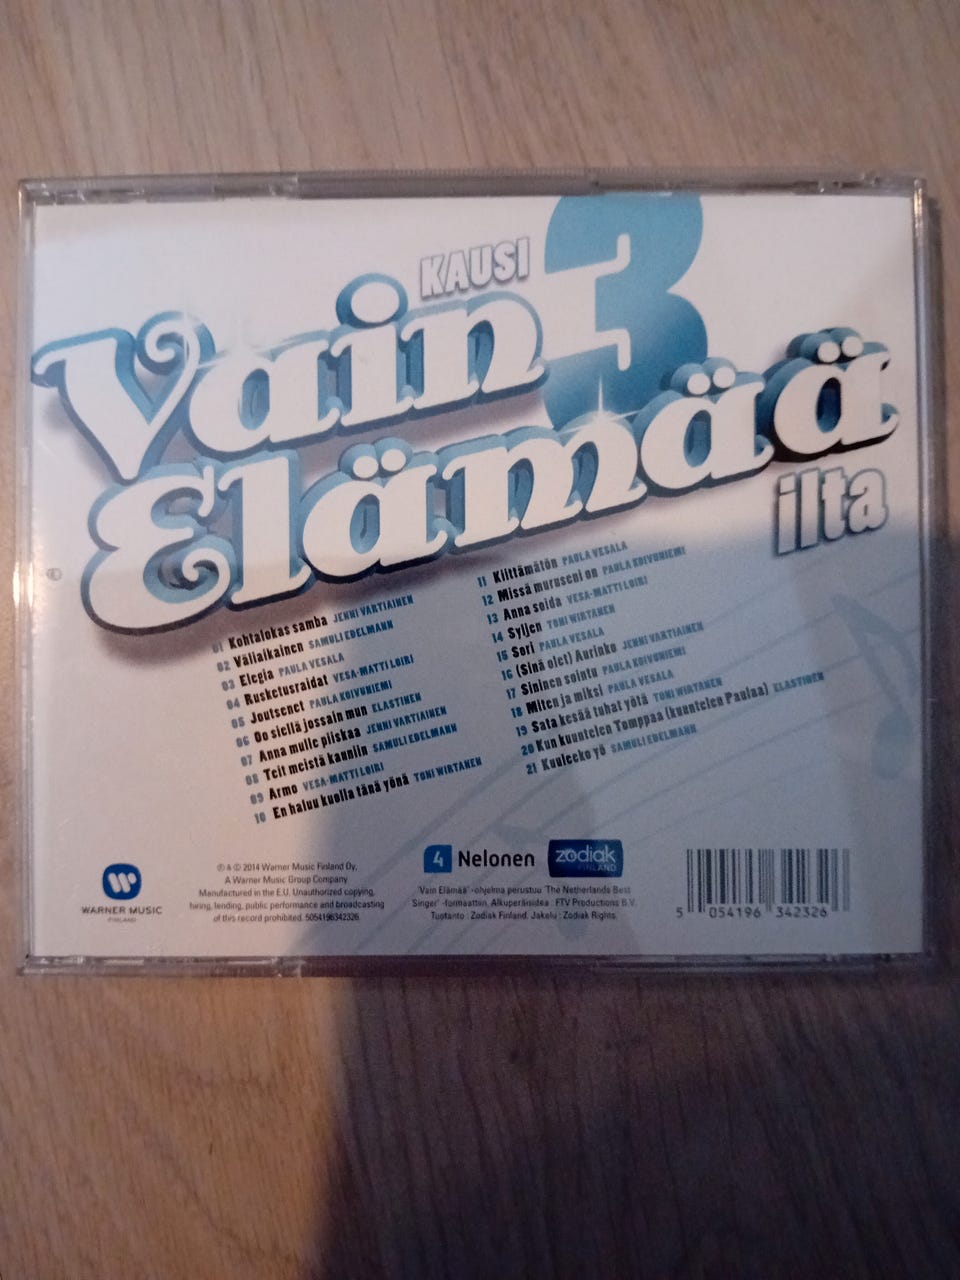 KAUSI 3
Vain
Elämää
ilta
01 Kohtalokas samba JENNI VARTIAINEN
02 Väliaikainen SAMULI EDELMANN
03 Elegia PAULA VESALA
04 Rusketusraidat VESA-MATTI LOIRI
05 Joutsenet PAULA KOIVUNIEMI
06 Oo siellä jossain mun ELASTINEN
07 Anna mulle piiskaa JENNI VARTIAINEN
08 Teit meistä kauniin SAMULI EDELMANN
09 Armo VESA-MATTI LOIRI
10 En haluu kuolla tänä yönä TONI WIRTANEN
11 Kiittämätön PAULA VESALA
12 Missä muruseni on PAULA KOIVUNIEMI
13 Anna soida VESA-MATTI LOIRI
14 Syljen TONI WIRTANEN
15 Sori PAULA VESALA
16 (Sinä olet) Aurinko JENNI VARTIAINEN
17 Sininen sointu PAULA KOIVUNIEMI
18 Miten ja miksi PAULA VESALA
19 Sata kesää tuhat yötä TONI WIRTANEN
20 Kun kuuntelen Tomppaa (kuuntelen Paulaa) ELASTINEN
21 Kuuleeko yö SAMULI EDELMANN
WARNER MUSIC
FINLAND
℗ & © 2014 Warner Music Finland Oy,
A Warner Music Group Company
Manufactured in the E.U. Unauthorized copying,
hiring, lending, public performance and broadcasting
of this record prohibited. 5054196342326
4 Nelonen
zodiak
FINLAND
'Vain Elämää' -ohjelma perustuu 'The Netherlands Best
Singer' -formaattiin. Alkuperäisidea : FTV Productions B.V.
Tuotanto : Zodiak Finland. Jakelu : Zodiak Rights.
5 054196 342326